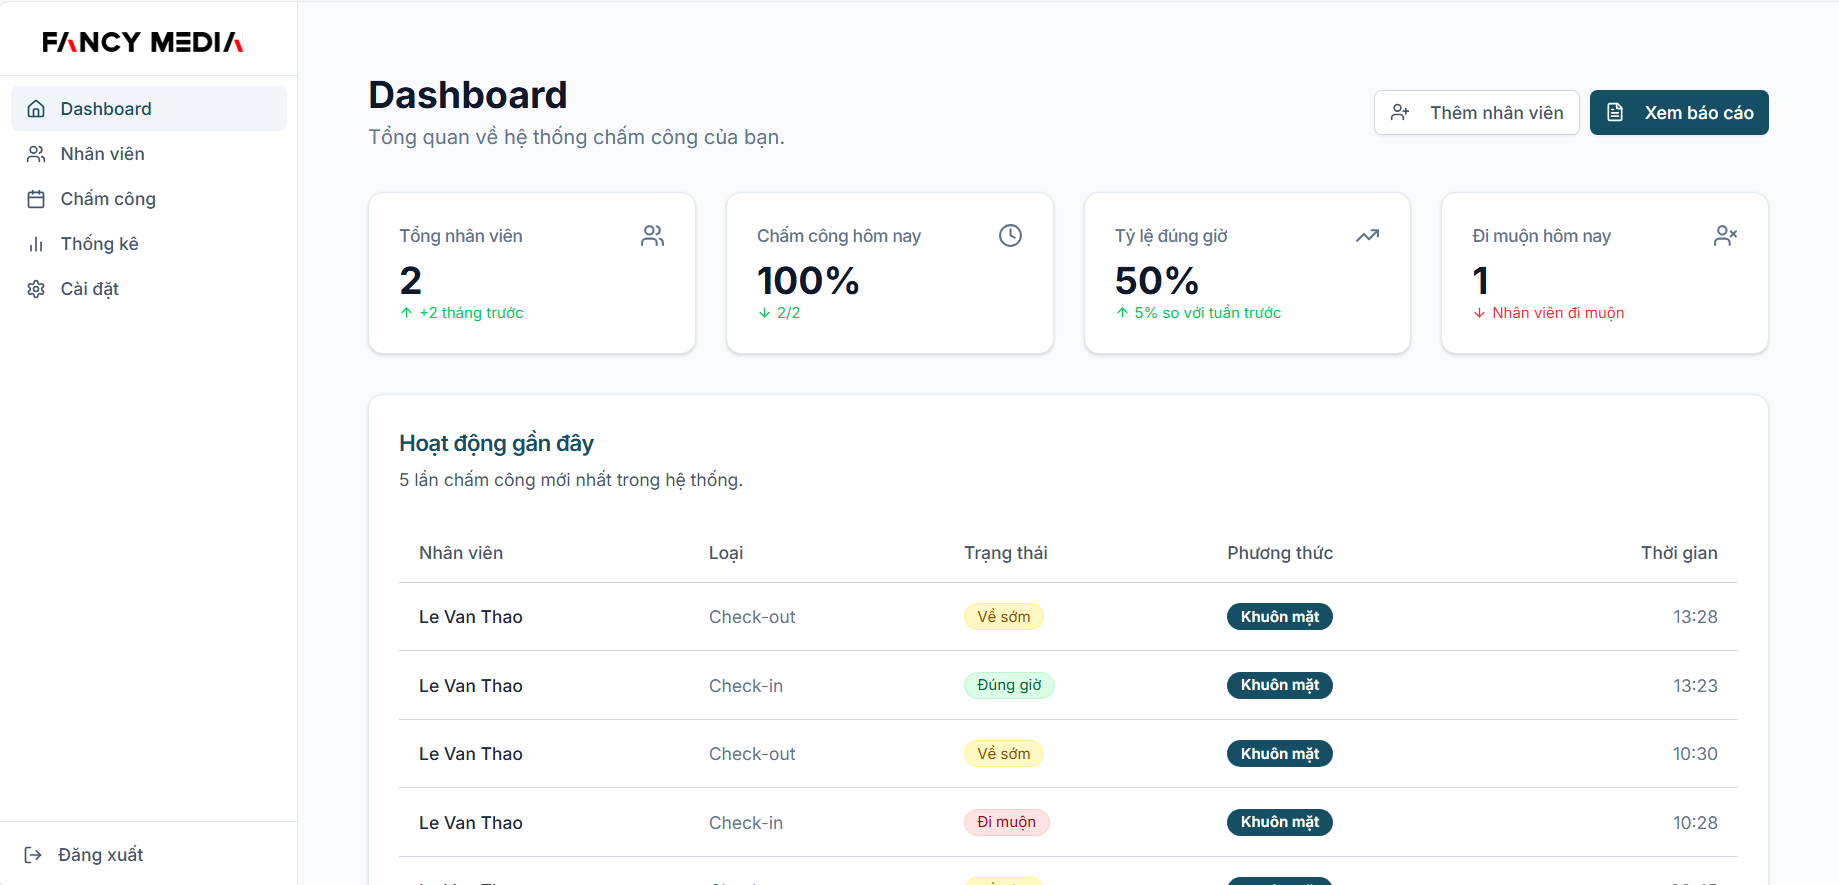 FANCY MEDIA
Dashboard
Nhân viên
Chấm công
Thống kê
Cài đặt
Đăng xuất
Dashboard
Tổng quan về hệ thống chấm công của bạn.
Thêm nhân viên
Xem báo cáo
Tổng nhân viên
2
+2 tháng trước
Chấm công hôm nay
100%
2/2
Tỷ lệ đúng giờ
50%
5% so với tuần trước
Đi muộn hôm nay
1
Nhân viên đi muộn
Hoạt động gần đây
5 lần chấm công mới nhất trong hệ thống.
Nhân viên Loại Trạng thái Phương thức Thời gian
Le Van Thao Check-out Về sớm Khuôn mặt 13:28
Le Van Thao Check-in Đúng giờ Khuôn mặt 13:23
Le Van Thao Check-out Về sớm Khuôn mặt 10:30
Le Van Thao Check-in Đi muộn Khuôn mặt 10:28